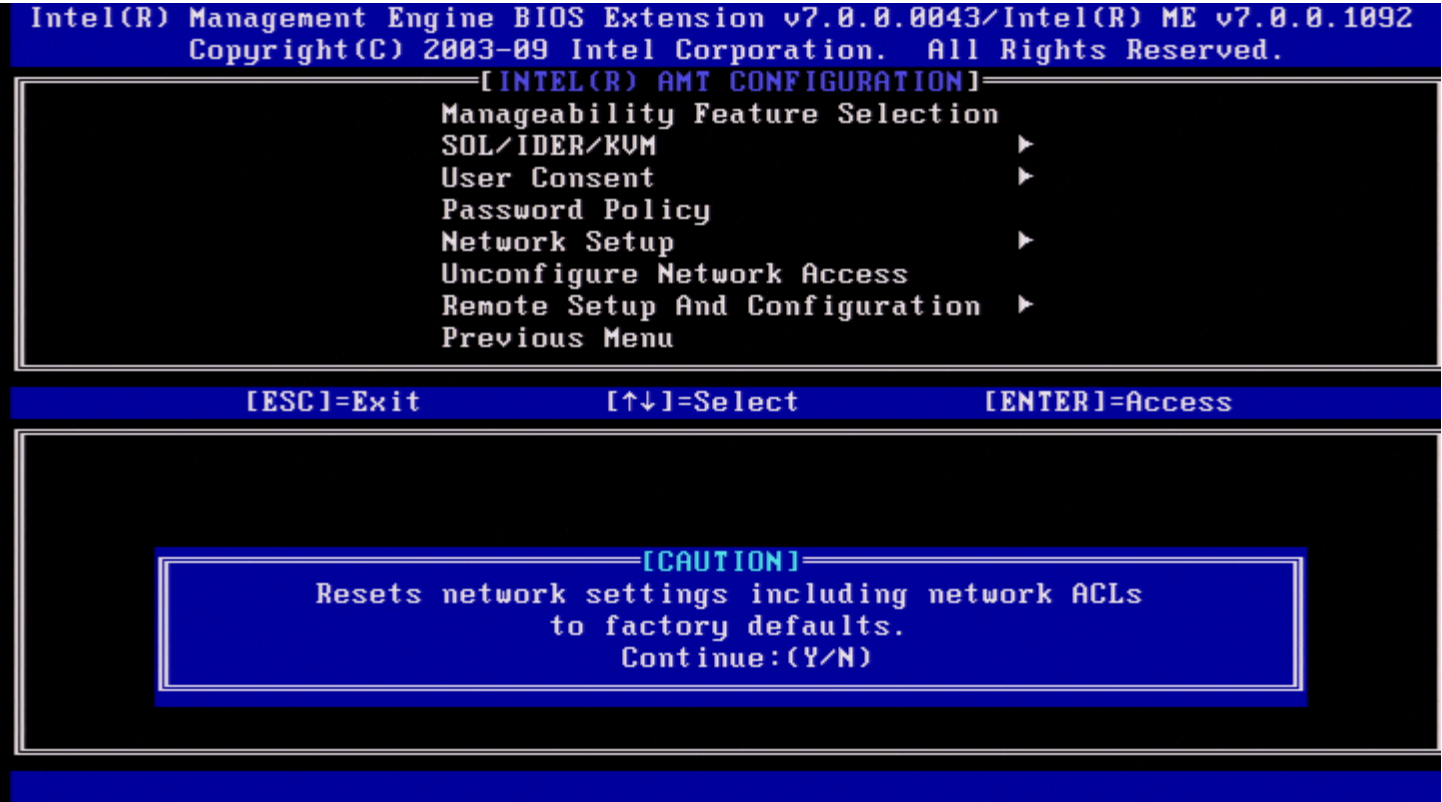 Intel(R) Management Engine BIOS Extension v7.0.0.0043/Intel(R) ME v7.0.0.1092
Copyright(C) 2003-09 Intel Corporation. All Rights Reserved.
[INTEL(R) AMT CONFIGURATION]
Manageability Feature Selection
SOL/IDER/KVM ►
User Consent ►
Password Policy
Network Setup ►
Unconfigure Network Access
Remote Setup And Configuration ►
Previous Menu
[ESC]=Exit [↑↓]=Select [ENTER]=Access
[CAUTION]
Resets network settings including network ACLs
to factory defaults.
Continue:(Y/N)